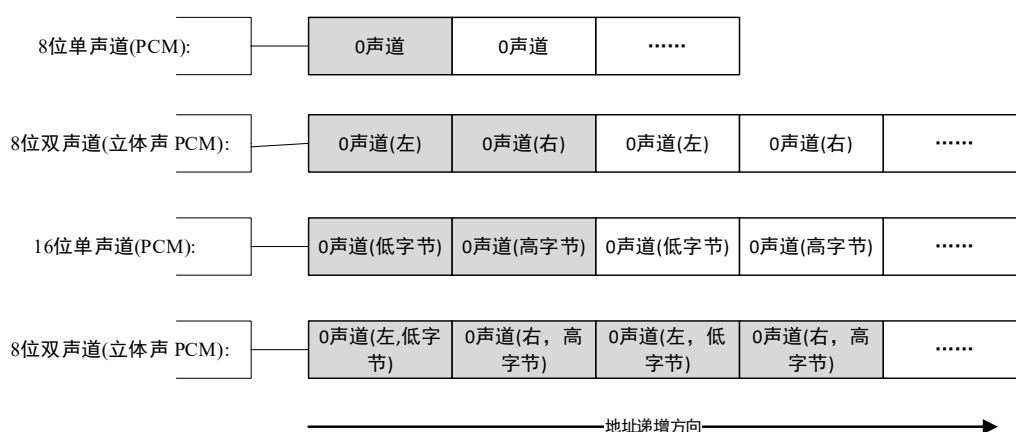 8位单声道(PCM):
0声道
0声道
……
8位双声道(立体声 PCM):
0声道(左)
0声道(右)
0声道(左)
0声道(右)
……
16位单声道(PCM):
0声道(低字节)
0声道(高字节)
0声道(低字节)
0声道(高字节)
……
8位双声道(立体声 PCM):
0声道(左,低字
节)
0声道(右，高
字节)
0声道(左，低
字节)
0声道(右，高
字节)
……
地址递增方向